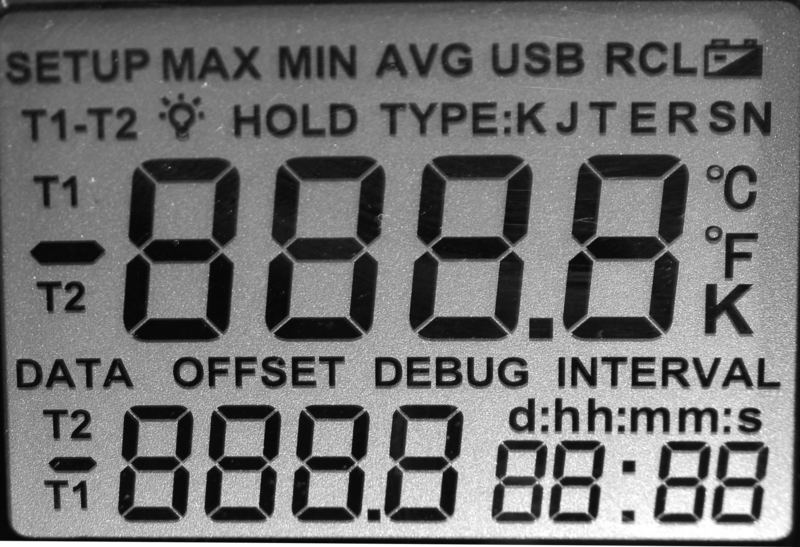 SETUP MAX MIN AVG USB RCL
T1-T2 HOLD TYPE:K J T E R S N
T1 °C
-888.8 °F
T2 K
DATA OFFSET DEBUG INTERVAL
T2 d:hh:mm:s
-888.8 88:88
T1